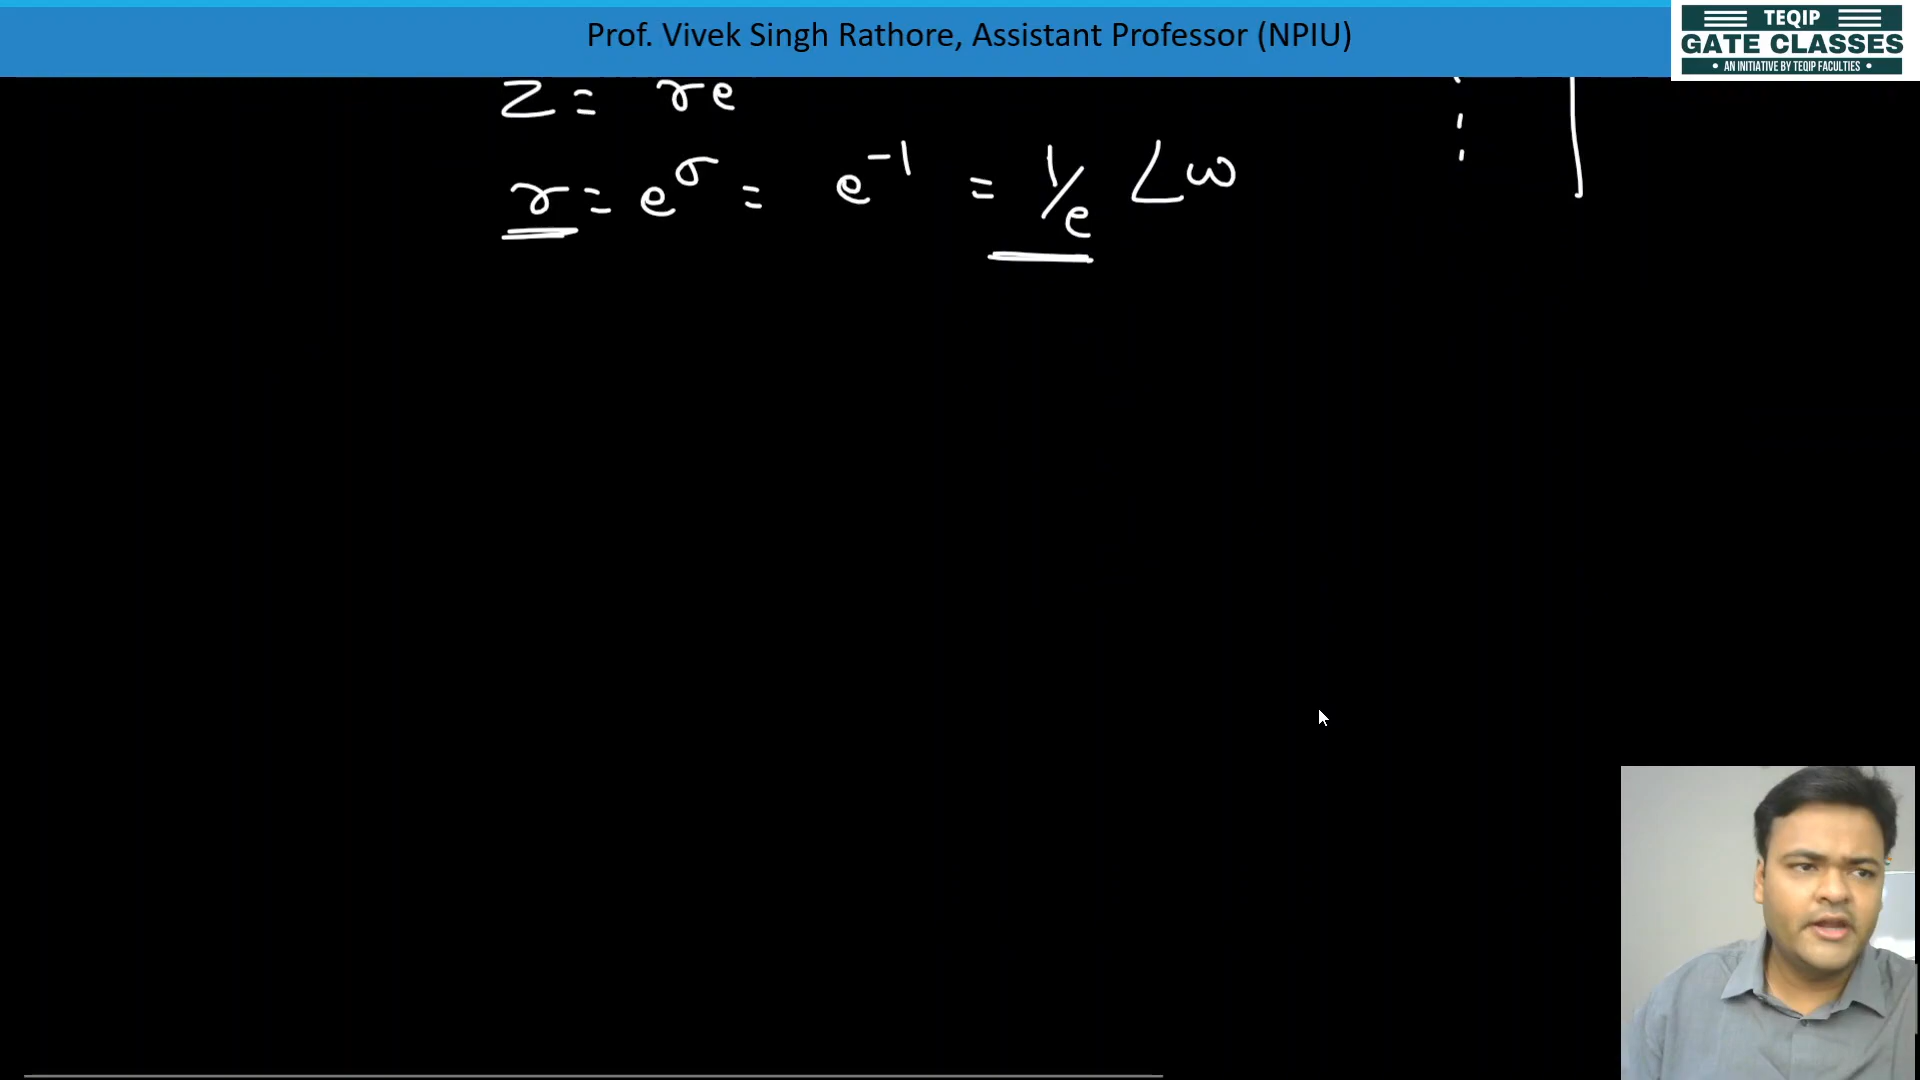 Prof. Vivek Singh Rathore, Assistant Professor (NPIU)
TEQIP
GATE CLASSES
• AN INITIATIVE BY TEQIP FACULTIES •
Z = re
r = e^σ = e^-1 = 1/e ∠ω